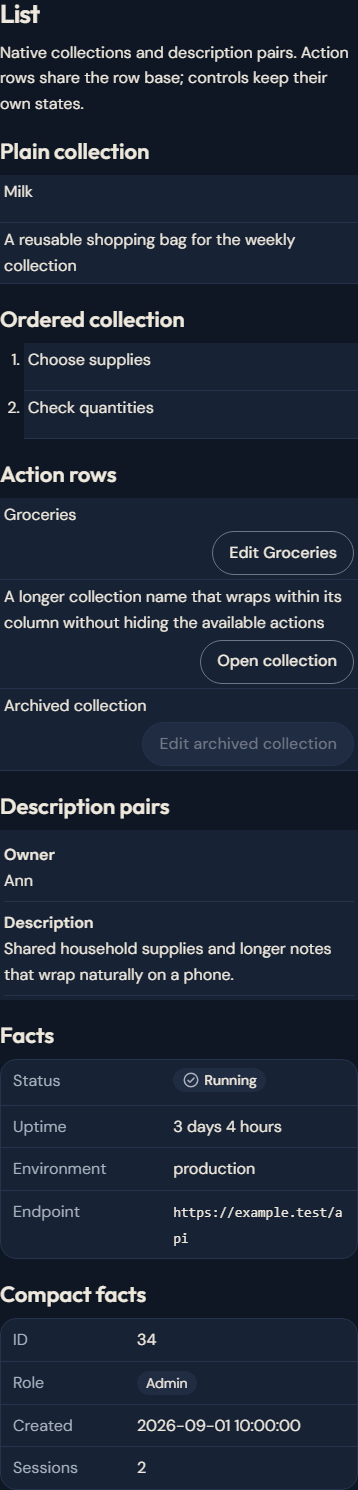 List
Native collections and description pairs. Action
rows share the row base; controls keep their
own states.
Plain collection
Milk
A reusable shopping bag for the weekly
collection
Ordered collection
1. Choose supplies
2. Check quantities
Action rows
Groceries
Edit Groceries
A longer collection name that wraps within its
column without hiding the available actions
Open collection
Archived collection
Edit archived collection
Description pairs
Owner
Ann
Description
Shared household supplies and longer notes
that wrap naturally on a phone.
Facts
Status Running
Uptime 3 days 4 hours
Environment production
Endpoint https://example.test/a
pi
Compact facts
ID 34
Role Admin
Created 2026-09-01 10:00:00
Sessions 2